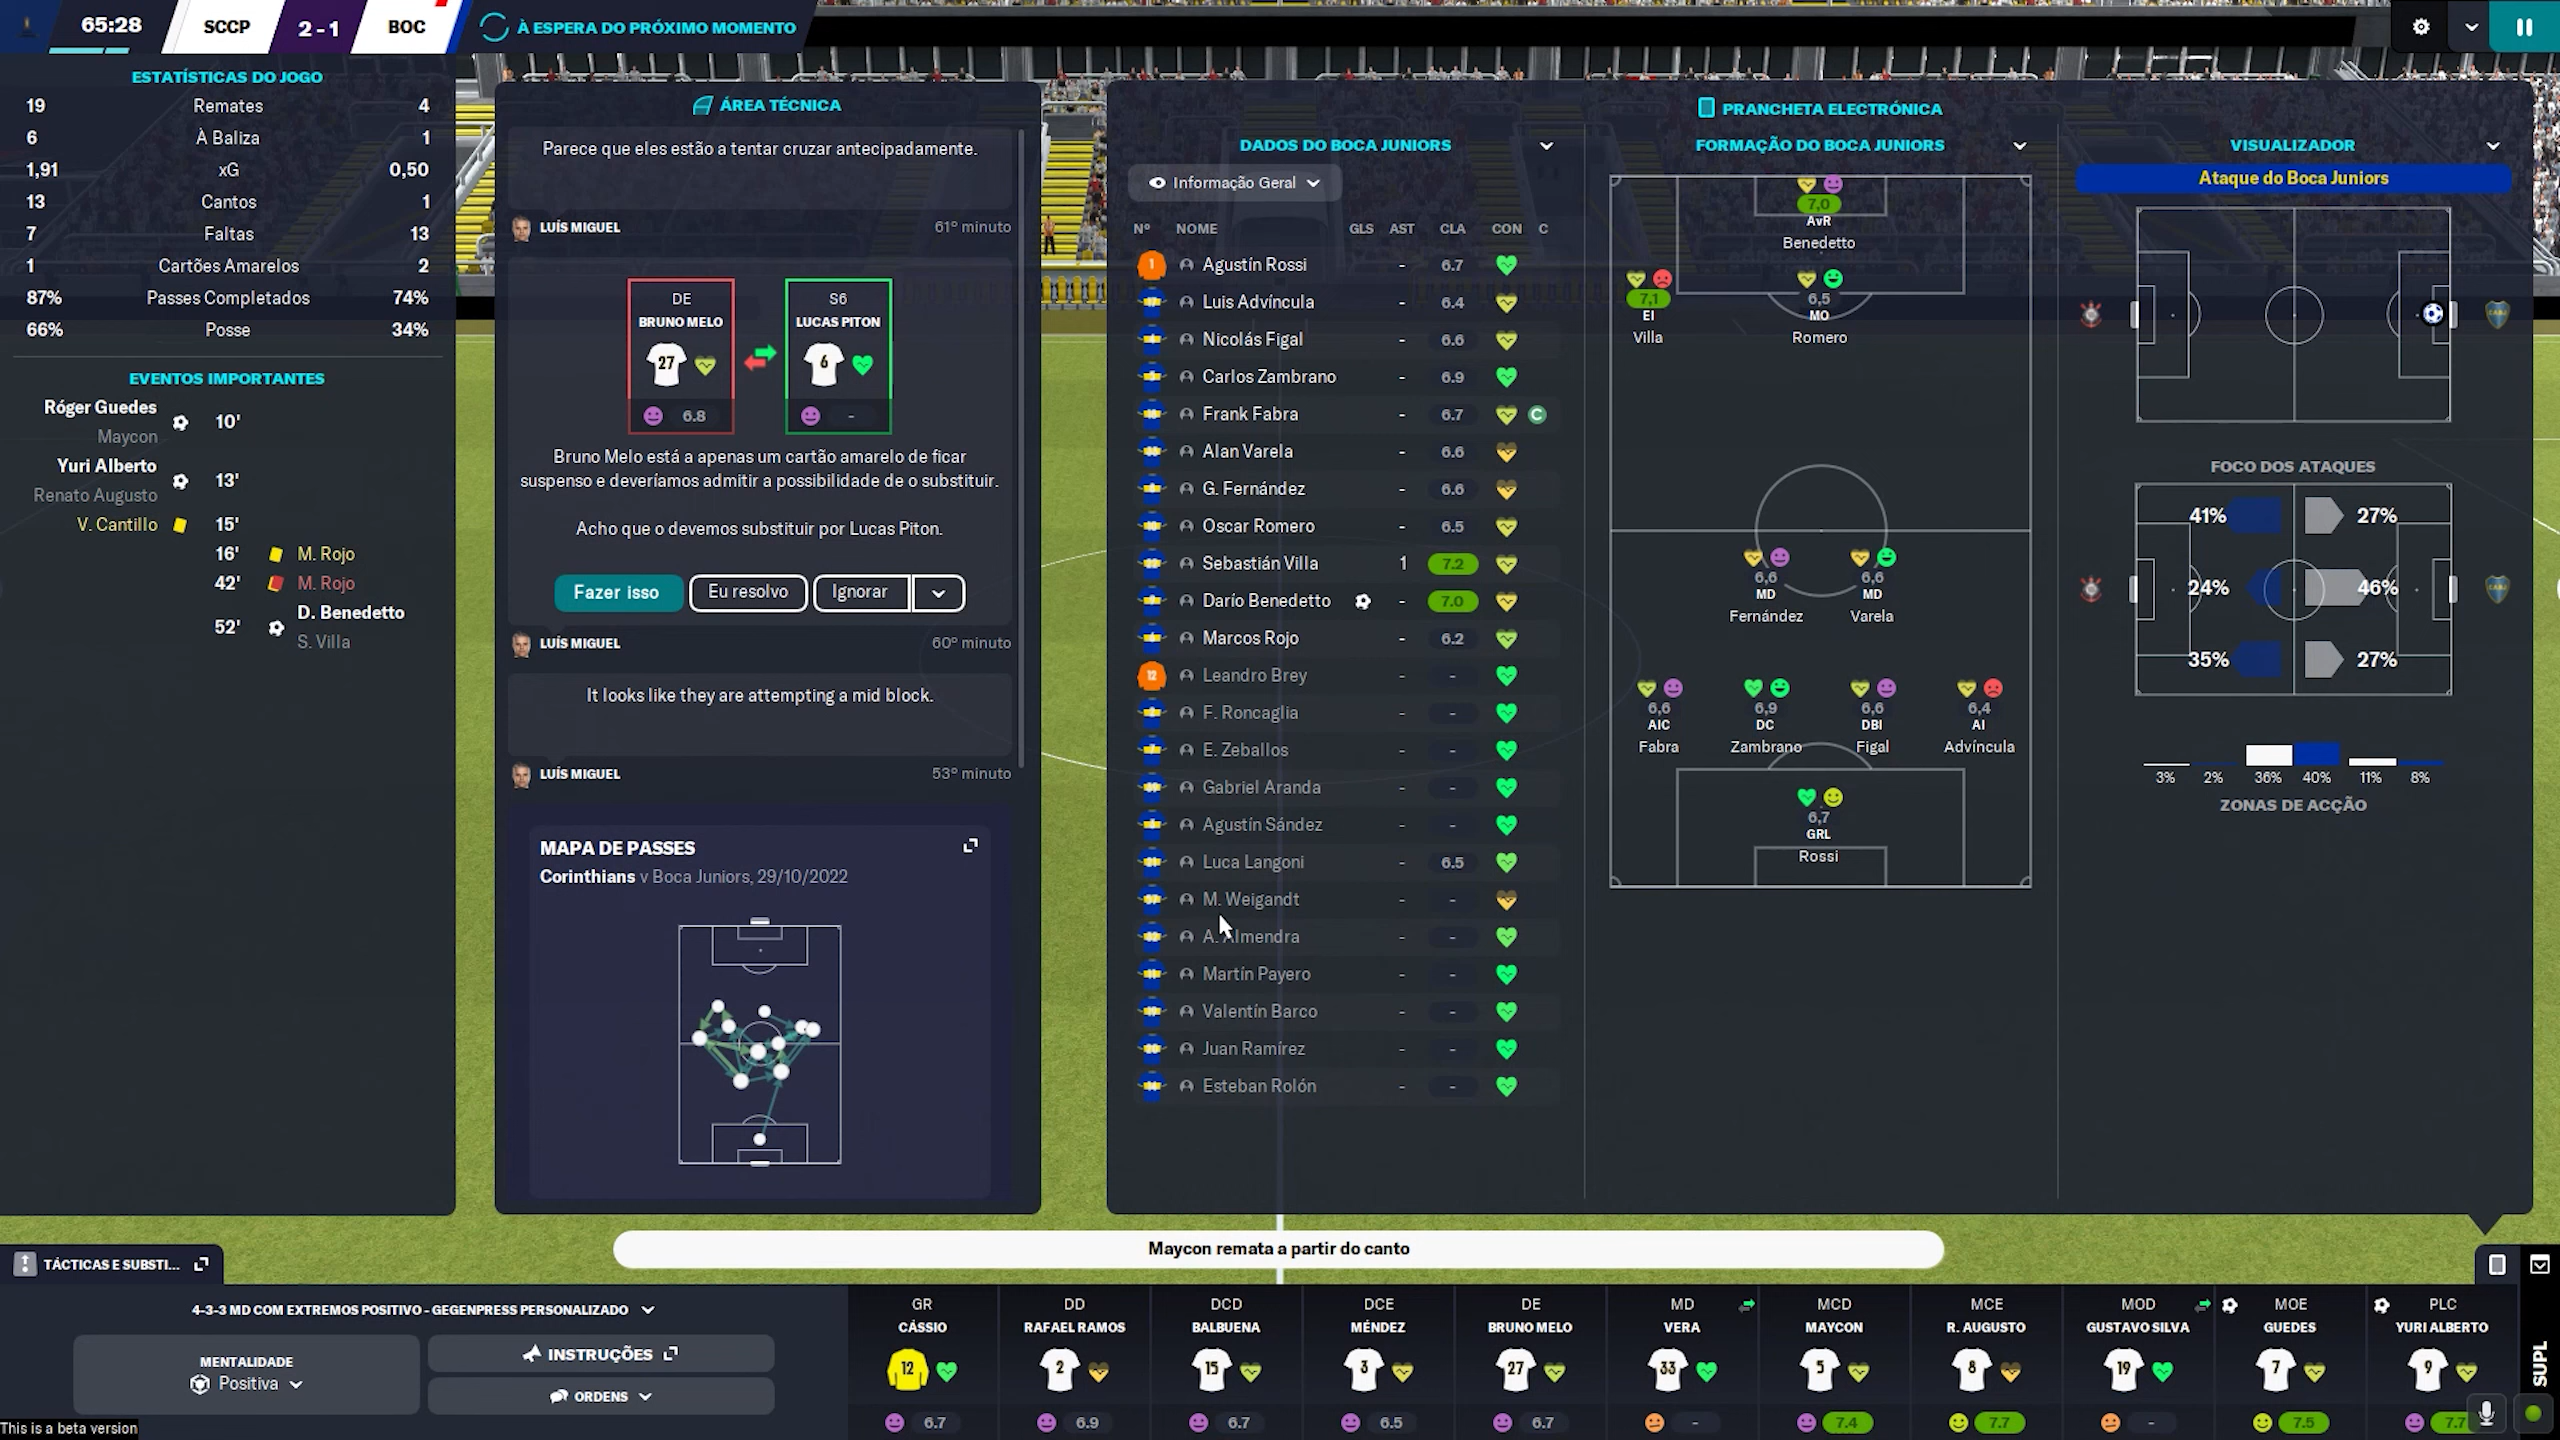 65:28
SCCP
2 - 1
BOC
À ESPERA DO PRÓXIMO MOMENTO
ESTATÍSTICAS DO JOGO
19 Remates 4
6 À Baliza 1
1,91 xG 0,50
13 Cantos 1
7 Faltas 13
1 Cartões Amarelos 2
87% Passes Completados 74%
66% Posse 34%
EVENTOS IMPORTANTES
Róger Guedes 10'
Maycon
Yuri Alberto 13'
Renato Augusto
V. Cantillo 15'
16' M. Rojo
42' M. Rojo
52' D. Benedetto
S. Villa
ÁREA TÉCNICA
Parece que eles estão a tentar cruzar antecipadamente.
LUÍS MIGUEL 61º minuto
DE
BRUNO MELO
27
6.8
S6
LUCAS PITON
6
-
Bruno Melo está a apenas um cartão amarelo de ficar
suspenso e deveríamos admitir a possibilidade de o substituir.
Acho que o devemos substituir por Lucas Piton.
Fazer isso
Eu resolvo
Ignorar
LUÍS MIGUEL 60º minuto
It looks like they are attempting a mid block.
LUÍS MIGUEL 53º minuto
MAPA DE PASSES
Corinthians v Boca Juniors, 29/10/2022
PRANCHETA ELECTRÓNICA
DADOS DO BOCA JUNIORS
Informação Geral
Nº NOME GLS AST CLA CON C
1 Agustín Rossi - 6.7
Luis Advíncula - 6.4
Nicolás Figal - 6.6
Carlos Zambrano - 6.9
Frank Fabra - 6.7 C
Alan Varela - 6.6
G. Fernández - 6.6
Oscar Romero - 6.5
Sebastián Villa 1 7.2
Darío Benedetto - 7.0
Marcos Rojo - 6.2
12 Leandro Brey - -
F. Roncaglia - -
E. Zeballos - -
Gabriel Aranda - -
Agustín Sández - -
Luca Langoni - 6.5
M. Weigandt - -
A. Almendra - -
Martín Payero - -
Valentín Barco - -
Juan Ramírez - -
Esteban Rolón - -
FORMAÇÃO DO BOCA JUNIORS
7,0
AvR
Benedetto
7,1
EI
Villa
6,5
MO
Romero
6,6
MD
Fernández
6,6
MD
Varela
6,6
AIC
Fabra
6,9
DC
Zambrano
6,6
DBI
Figal
6,4
AI
Advíncula
6,7
GRL
Rossi
VISUALIZADOR
Ataque do Boca Juniors
FOCO DOS ATAQUES
41% 27%
24% 46%
35% 27%
3% 2% 36% 40% 11% 8%
ZONAS DE ACÇÃO
Maycon remata a partir do canto
TÁCTICAS E SUBSTI...
4-3-3 MD COM EXTREMOS POSITIVO - GEGENPRESS PERSONALIZADO
MENTALIDADE
Positiva
INSTRUÇÕES
ORDENS
This is a beta version
GR
CÁSSIO
12
6.7
DD
RAFAEL RAMOS
2
6.9
DCD
BALBUENA
15
6.7
DCE
MÉNDEZ
3
6.5
DE
BRUNO MELO
27
6.7
MD
VERA
33
-
MCD
MAYCON
5
7.4
MCE
R. AUGUSTO
8
7.7
MOD
GUSTAVO SILVA
19
-
MOE
GUEDES
7
7.5
PLC
YURI ALBERTO
9
7.7
SUPL